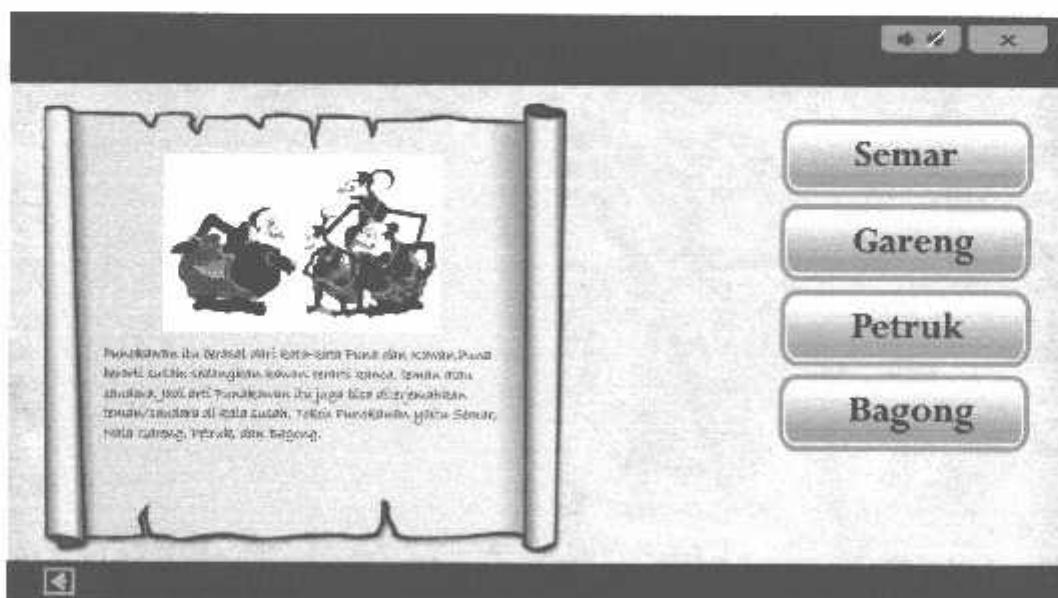 Punakawan itu berasal dari kata-kata Puna dan Kawan. Puna
berarti susah; sedangkan kawan berarti kanca, teman atau
saudara. Jadi arti Punakawan itu juga bisa diterjemahkan
teman/saudara di kala susah. Tokoh Punakawan yaitu Semar,
Nala Gareng, Petruk, dan Bagong.
Semar
Gareng
Petruk
Bagong